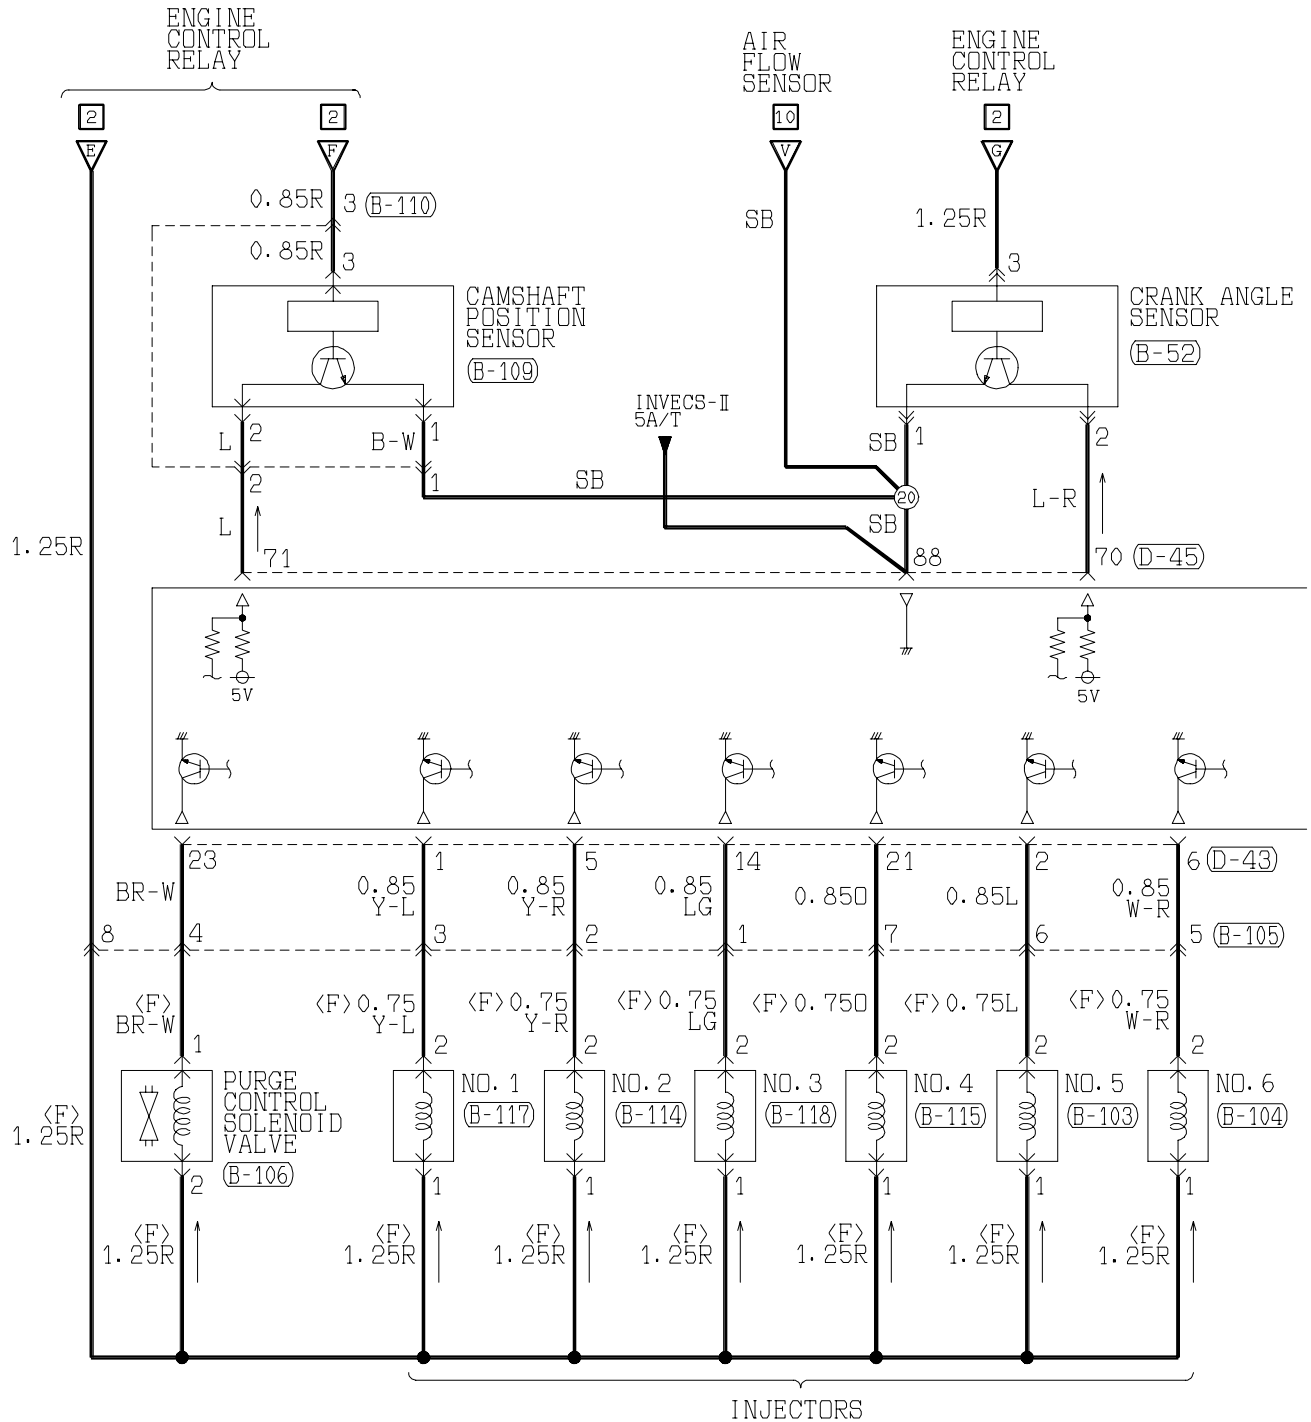 ENGINE
CONTROL
RELAY
AIR
FLOW
SENSOR
ENGINE
CONTROL
RELAY
2
2
10
2
E
F
V
G
0.85R
3
B-110
SB
1.25R
0.85R
3
3
CAMSHAFT
POSITION
SENSOR
B-109
CRANK ANGLE
SENSOR
B-52
INVECS-II
5A/T
L
2
B-W
1
SB
1
2
2
1
SB
20
L-R
L
SB
1.25R
71
88
70
D-45
5V
5V
23
1
5
14
21
2
6
D-43
BR-W
0.85
Y-L
0.85
Y-R
0.85
LG
0.85O
0.85L
0.85
W-R
8
4
3
2
1
7
6
5
B-105
<F>
BR-W
<F>0.75
Y-L
<F>0.75
Y-R
<F>0.75
LG
<F>0.75O
<F>0.75L
<F>0.75
W-R
1
2
2
2
2
2
2
PURGE
CONTROL
SOLENOID
VALVE
B-106
NO.1
B-117
NO.2
B-114
NO.3
B-118
NO.4
B-115
NO.5
B-103
NO.6
B-104
<F>
1.25R
2
1
1
1
1
1
1
<F>
1.25R
<F>
1.25R
<F>
1.25R
<F>
1.25R
<F>
1.25R
<F>
1.25R
<F>
1.25R
INJECTORS